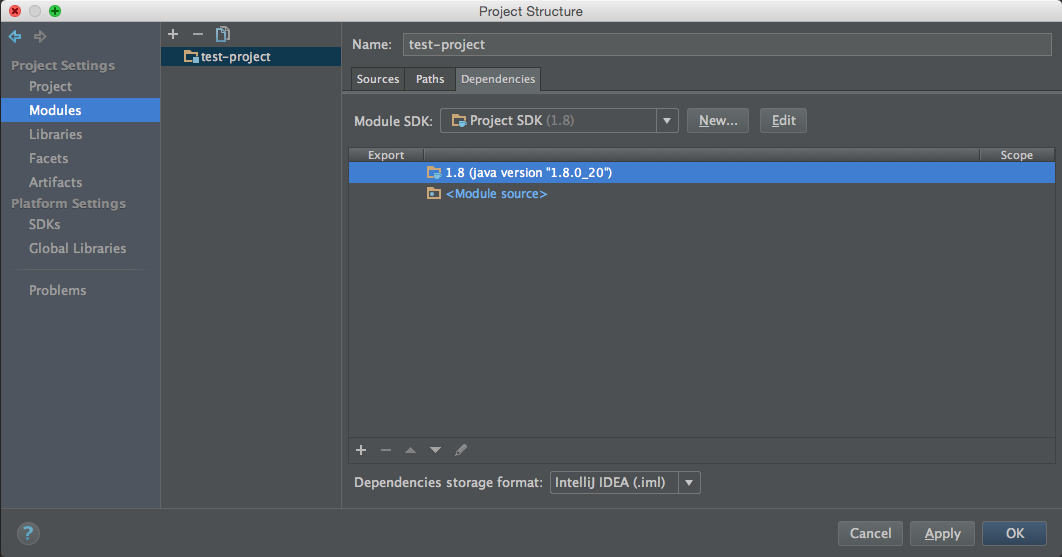 Project Structure
Project Settings
Project
Modules
Libraries
Facets
Artifacts
Platform Settings
SDKs
Global Libraries
Problems
test-project
Name: test-project
Sources Paths Dependencies
Module SDK: Project SDK (1.8) New... Edit
Export Scope
1.8 (java version "1.8.0_20")
<Module source>
Dependencies storage format: IntelliJ IDEA (.iml)
? Cancel Apply OK